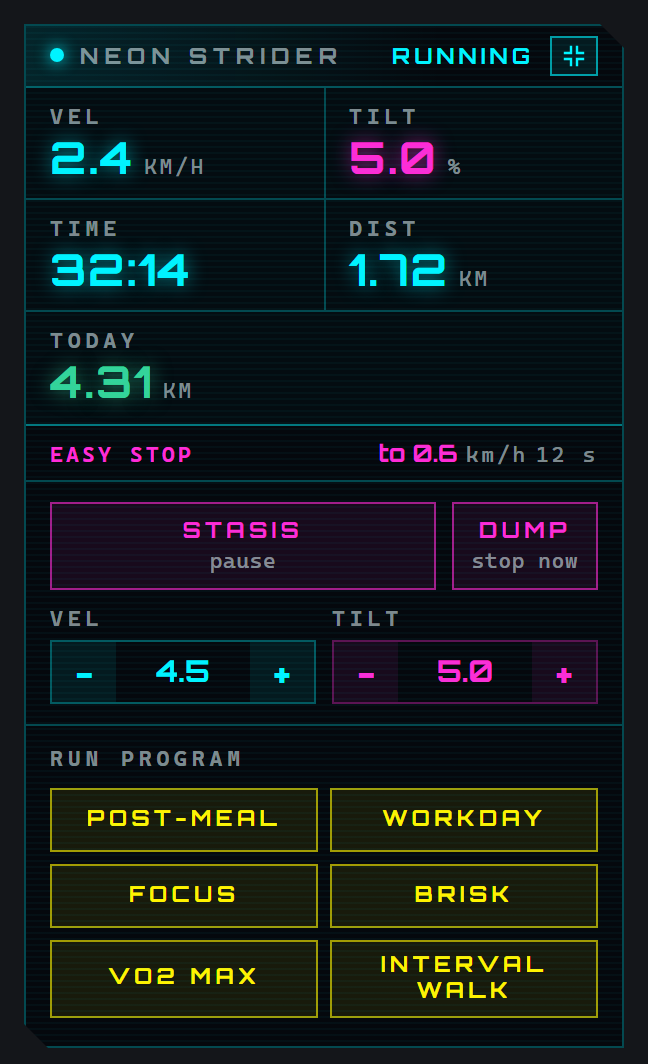 NEON STRIDER RUNNING
VEL TILT
2.4 KM/H 5.0 %
TIME DIST
32:14 1.72 KM
TODAY
4.31 KM
EASY STOP to 0.6 km/h 12 s
STASIS DUMP
pause stop now
VEL TILT
- 4.5 + - 5.0 +
RUN PROGRAM
POST-MEAL WORKDAY
FOCUS BRISK
VO2 MAX INTERVAL
WALK